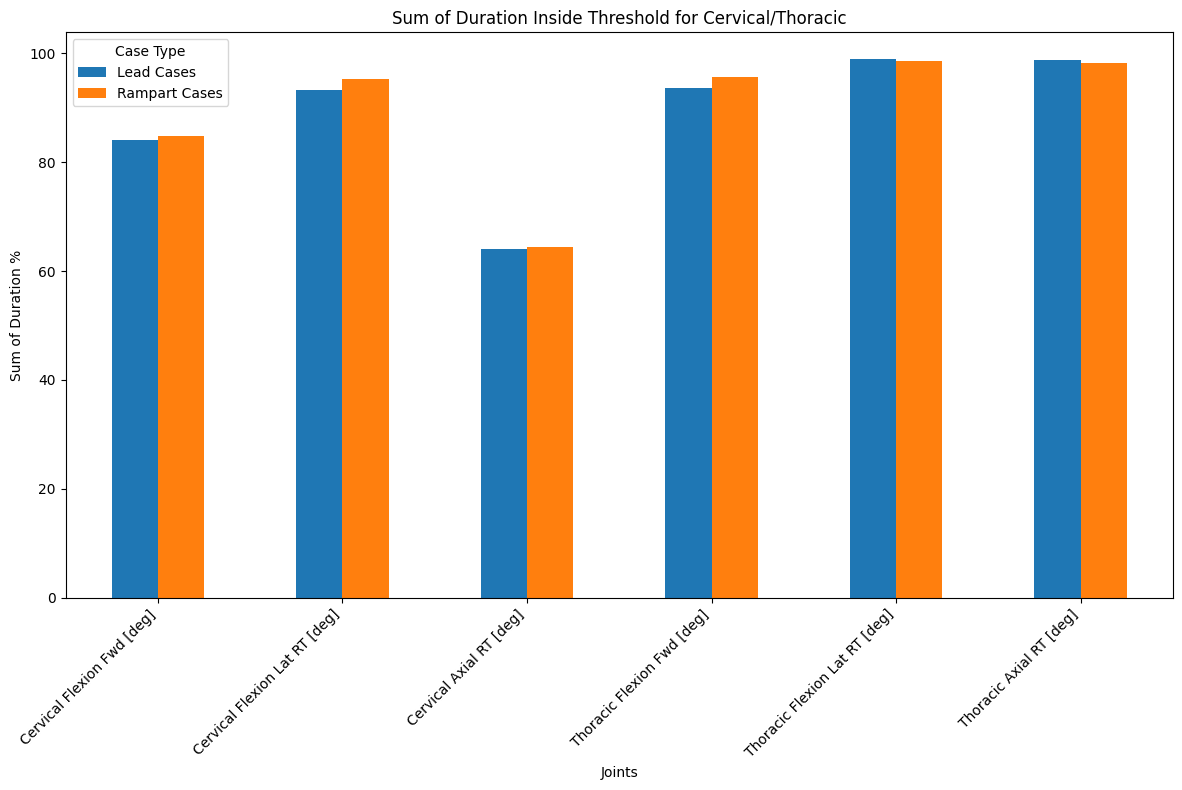 Sum of Duration Inside Threshold for Cervical/Thoracic
Case Type
Lead Cases
Rampart Cases
Sum of Duration %
100
80
60
40
20
0
Cervical Flexion Fwd [deg]
Cervical Flexion Lat RT [deg]
Cervical Axial RT [deg]
Thoracic Flexion Fwd [deg]
Thoracic Flexion Lat RT [deg]
Thoracic Axial RT [deg]
Joints